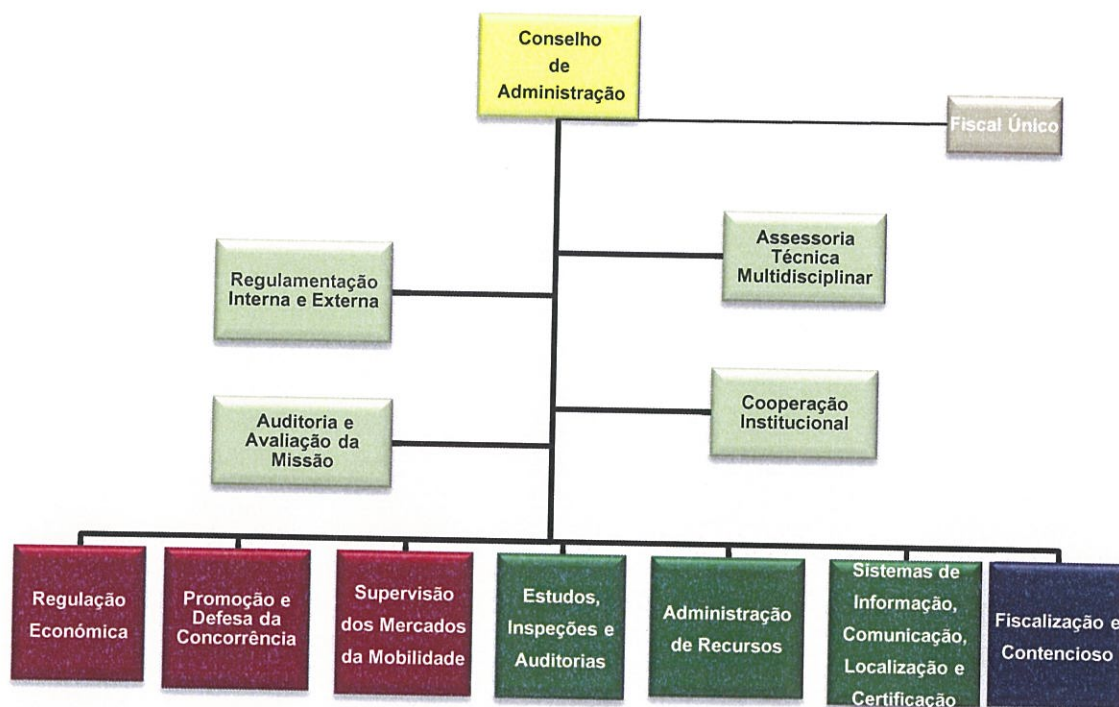 Conselho
de
Administração
Fiscal Único
Assessoria
Técnica
Multidisciplinar
Regulamentação
Interna e Externa
Cooperação
Institucional
Auditoria e
Avaliação da
Missão
Regulação
Económica
Promoção e
Defesa da
Concorrência
Supervisão
dos Mercados
da Mobilidade
Estudos,
Inspeções e
Auditorias
Administração
de Recursos
Sistemas de
Informação,
Comunicação,
Localização e
Certificação
Fiscalização e
Contencioso